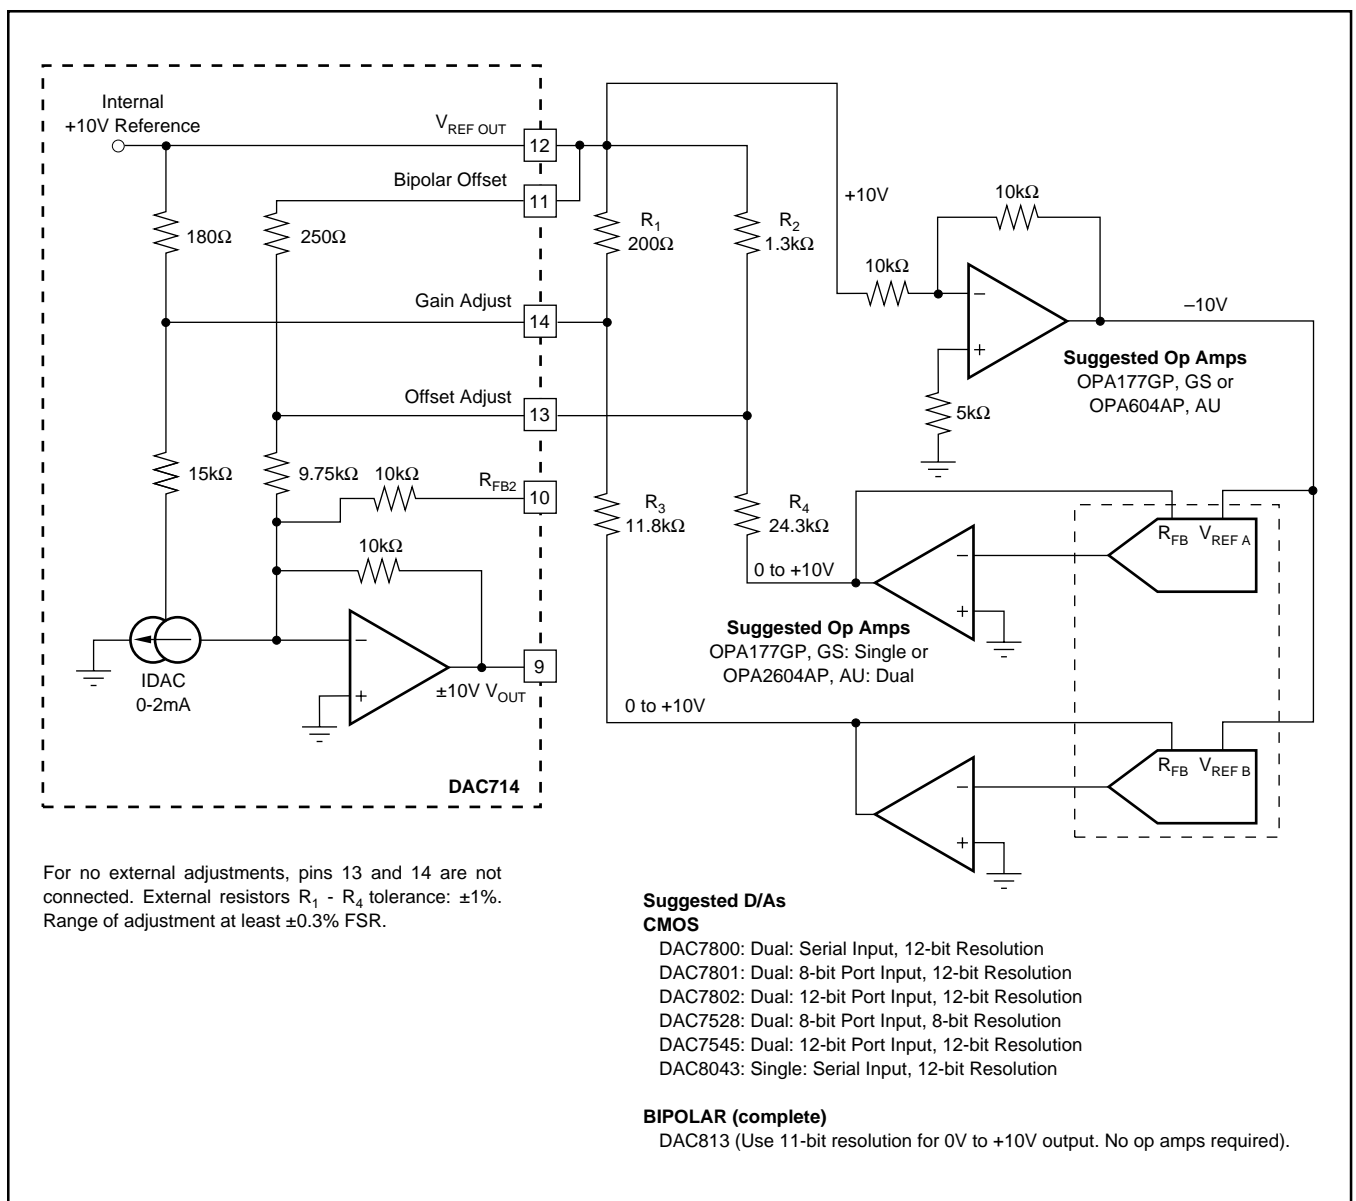 Internal
+10V Reference
V_REF OUT
12
Bipolar Offset
11
180Ω
250Ω
R_1
200Ω
R_2
1.3kΩ
+10V
10kΩ
10kΩ
–
+
–10V
Gain Adjust
14
Suggested Op Amps
OPA177GP, GS or
OPA604AP, AU
5kΩ
Offset Adjust
13
15kΩ
9.75kΩ
10kΩ
R_FB2
10
R_3
11.8kΩ
R_4
24.3kΩ
R_FB V_REF A
10kΩ
0 to +10V
–
+
Suggested Op Amps
OPA177GP, GS: Single or
OPA2604AP, AU: Dual
–
+
IDAC
0-2mA
±10V V_OUT
9
0 to +10V
R_FB V_REF B
–
+
DAC714
For no external adjustments, pins 13 and 14 are not
connected. External resistors R_1 - R_4 tolerance: ±1%.
Range of adjustment at least ±0.3% FSR.
Suggested D/As
CMOS
DAC7800: Dual: Serial Input, 12-bit Resolution
DAC7801: Dual: 8-bit Port Input, 12-bit Resolution
DAC7802: Dual: 12-bit Port Input, 12-bit Resolution
DAC7528: Dual: 8-bit Port Input, 8-bit Resolution
DAC7545: Dual: 12-bit Port Input, 12-bit Resolution
DAC8043: Single: Serial Input, 12-bit Resolution
BIPOLAR (complete)
DAC813 (Use 11-bit resolution for 0V to +10V output. No op amps required).